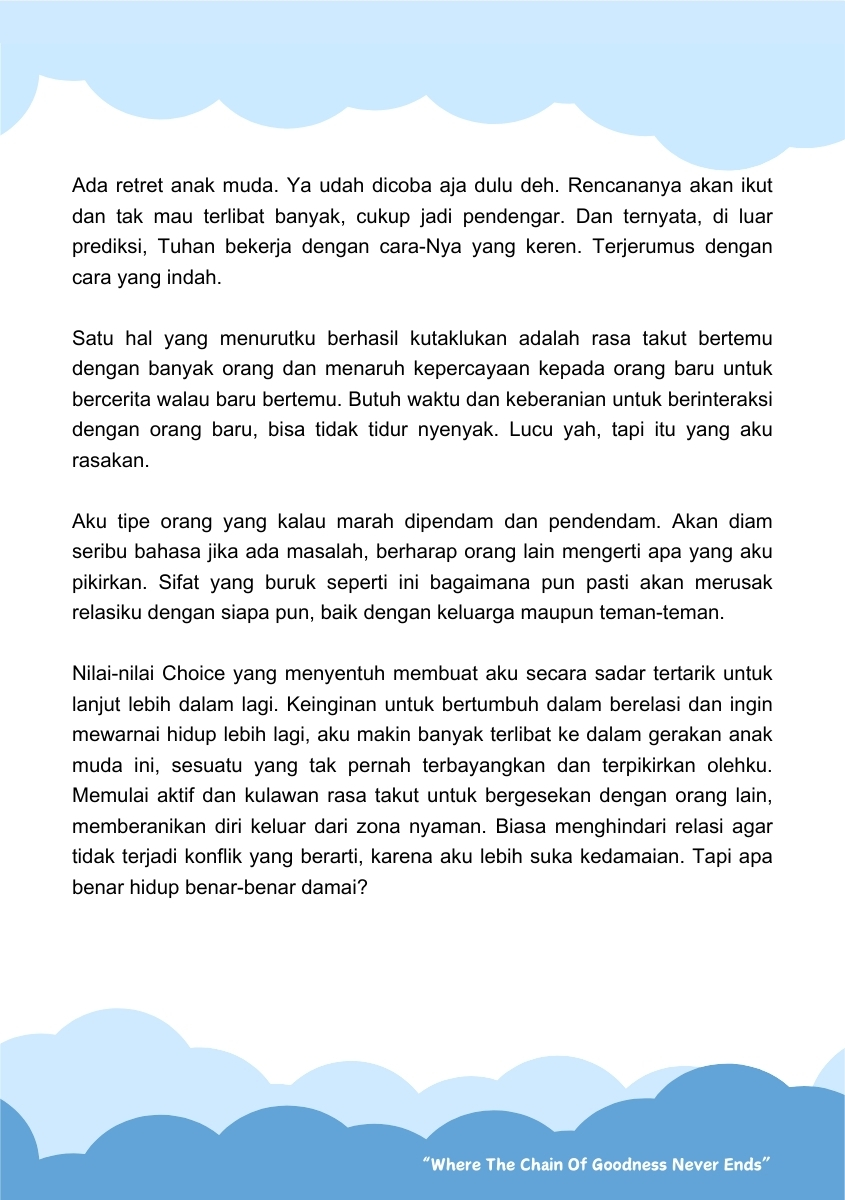 Ada retret anak muda. Ya udah dicoba aja dulu deh. Rencananya akan ikut
dan tak mau terlibat banyak, cukup jadi pendengar. Dan ternyata, di luar
prediksi, Tuhan bekerja dengan cara-Nya yang keren. Terjerumus dengan
cara yang indah.
Satu hal yang menurutku berhasil kutaklukan adalah rasa takut bertemu
dengan banyak orang dan menaruh kepercayaan kepada orang baru untuk
bercerita walau baru bertemu. Butuh waktu dan keberanian untuk berinteraksi
dengan orang baru, bisa tidak tidur nyenyak. Lucu yah, tapi itu yang aku
rasakan.
Aku tipe orang yang kalau marah dipendam dan pendendam. Akan diam
seribu bahasa jika ada masalah, berharap orang lain mengerti apa yang aku
pikirkan. Sifat yang buruk seperti ini bagaimana pun pasti akan merusak
relasiku dengan siapa pun, baik dengan keluarga maupun teman-teman.
Nilai-nilai Choice yang menyentuh membuat aku secara sadar tertarik untuk
lanjut lebih dalam lagi. Keinginan untuk bertumbuh dalam berelasi dan ingin
mewarnai hidup lebih lagi, aku makin banyak terlibat ke dalam gerakan anak
muda ini, sesuatu yang tak pernah terbayangkan dan terpikirkan olehku.
Memulai aktif dan kulawan rasa takut untuk bergesekan dengan orang lain,
memberanikan diri keluar dari zona nyaman. Biasa menghindari relasi agar
tidak terjadi konflik yang berarti, karena aku lebih suka kedamaian. Tapi apa
benar hidup benar-benar damai?
“Where The Chain Of Goodness Never Ends”